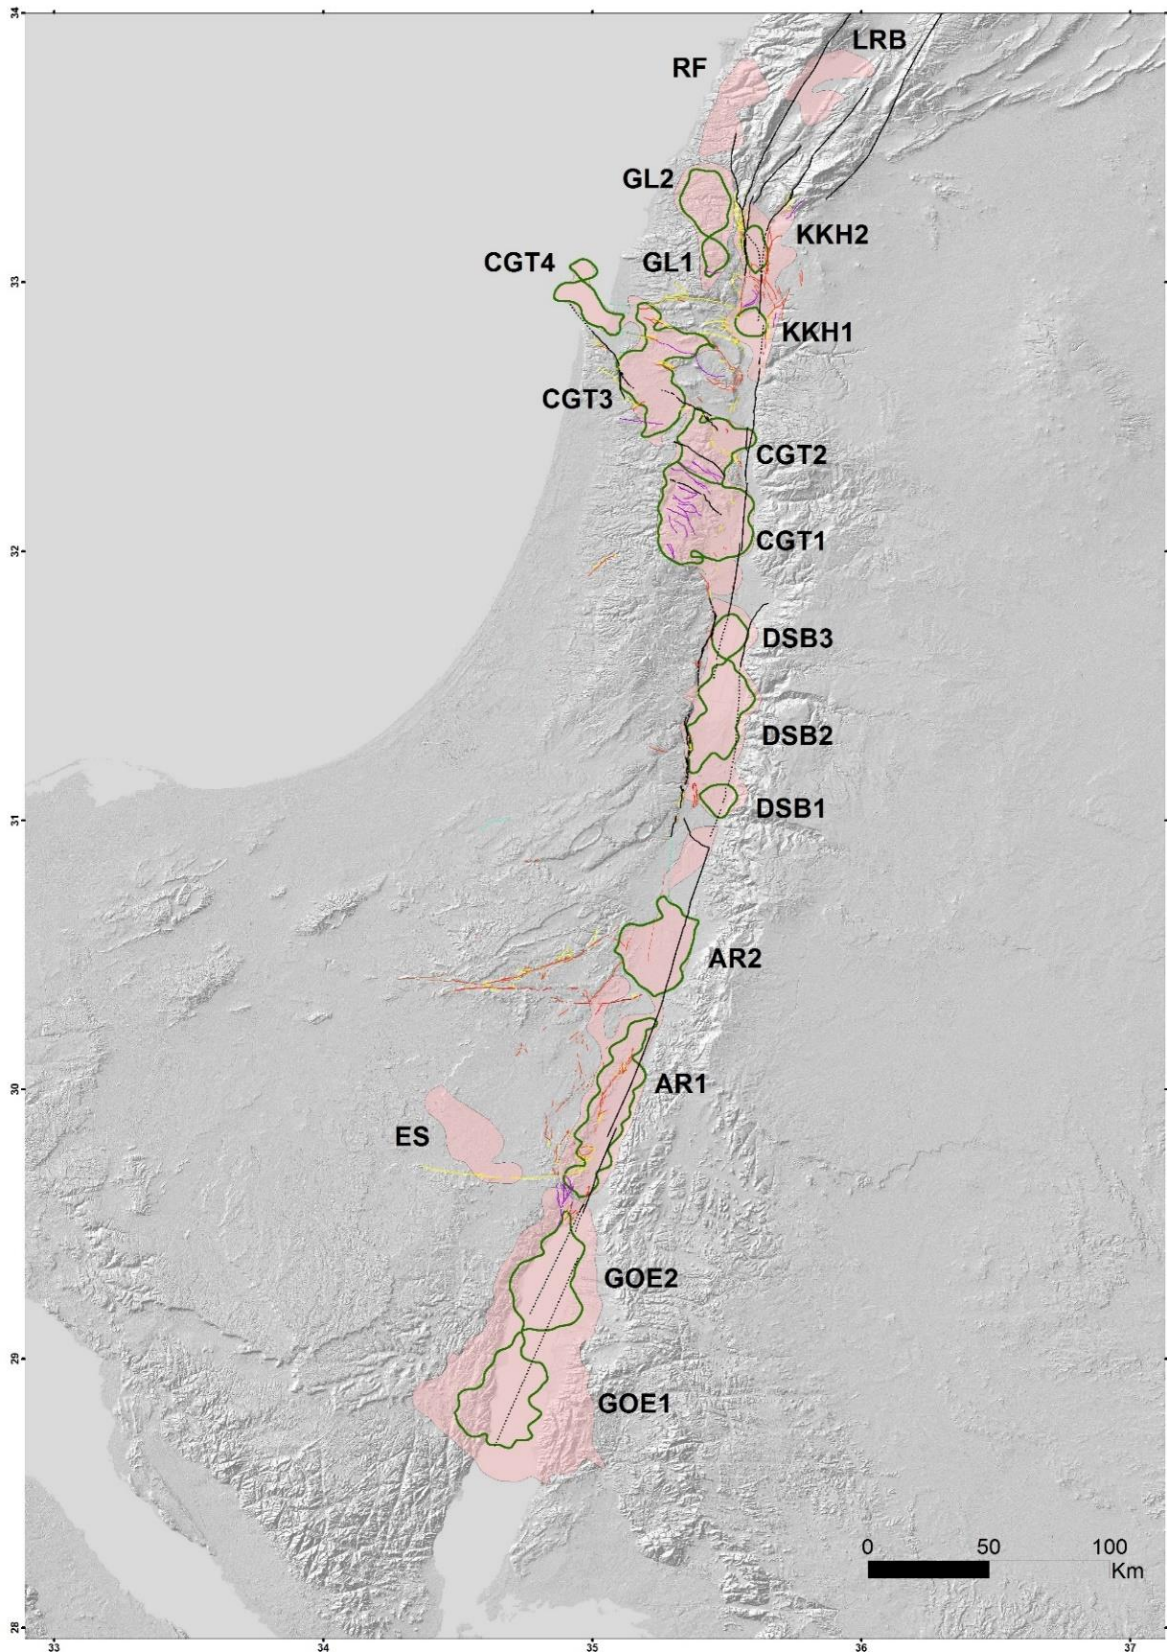 34
LRB
RF
GL2
KKH2
CGT4
GL1
33
KKH1
CGT3
CGT2
CGT1
32
DSB3
DSB2
DSB1
31
AR2
AR1
30
ES
GOE2
29
GOE1
0 50 100
Km
28
33 34 35 36 37